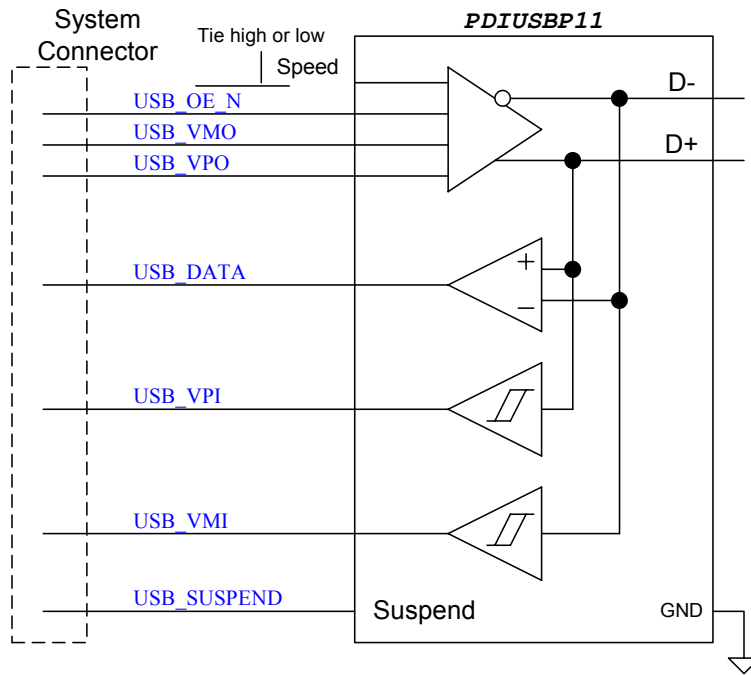 System
Connector
Tie high or low
Speed
PDIUSBP11
D-
USB_OE_N
USB_VMO
D+
USB_VPO
USB_DATA
+
−
USB_VPI
USB_VMI
USB_SUSPEND
Suspend
GND